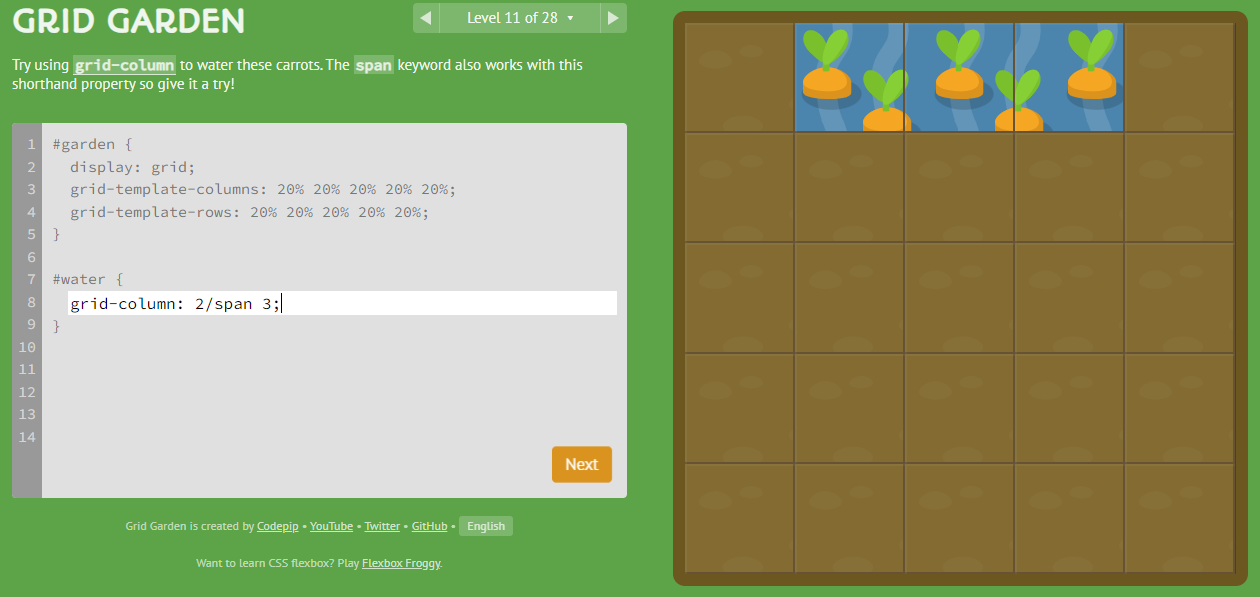 GRID GARDEN
Level 11 of 28
Try using grid-column to water these carrots. The span keyword also works with this
shorthand property so give it a try!
1 #garden {
2 display: grid;
3 grid-template-columns: 20% 20% 20% 20% 20%;
4 grid-template-rows: 20% 20% 20% 20% 20%;
5 }
6
7 #water {
8 grid-column: 2/span 3;
9 }
10
11
12
13
14
Next
Grid Garden is created by Codepip • YouTube • Twitter • GitHub • English
Want to learn CSS flexbox? Play Flexbox Froggy.